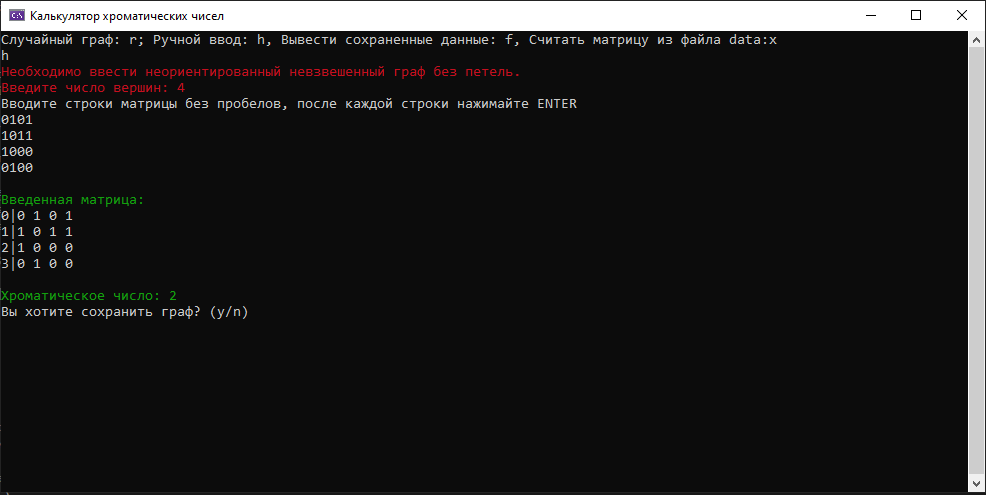 Калькулятор хроматических чисел
Случайный граф: r; Ручной ввод: h, Вывести сохраненные данные: f, Считать матрицу из файла data:x
h
Необходимо ввести неориентированный невзвешенный граф без петель.
Введите число вершин: 4
Вводите строки матрицы без пробелов, после каждой строки нажимайте ENTER
0101
1011
1000
0100
Введенная матрица:
0|0 1 0 1
1|1 0 1 1
2|1 0 0 0
3|0 1 0 0
Хроматическое число: 2
Вы хотите сохранить граф? (y/n)